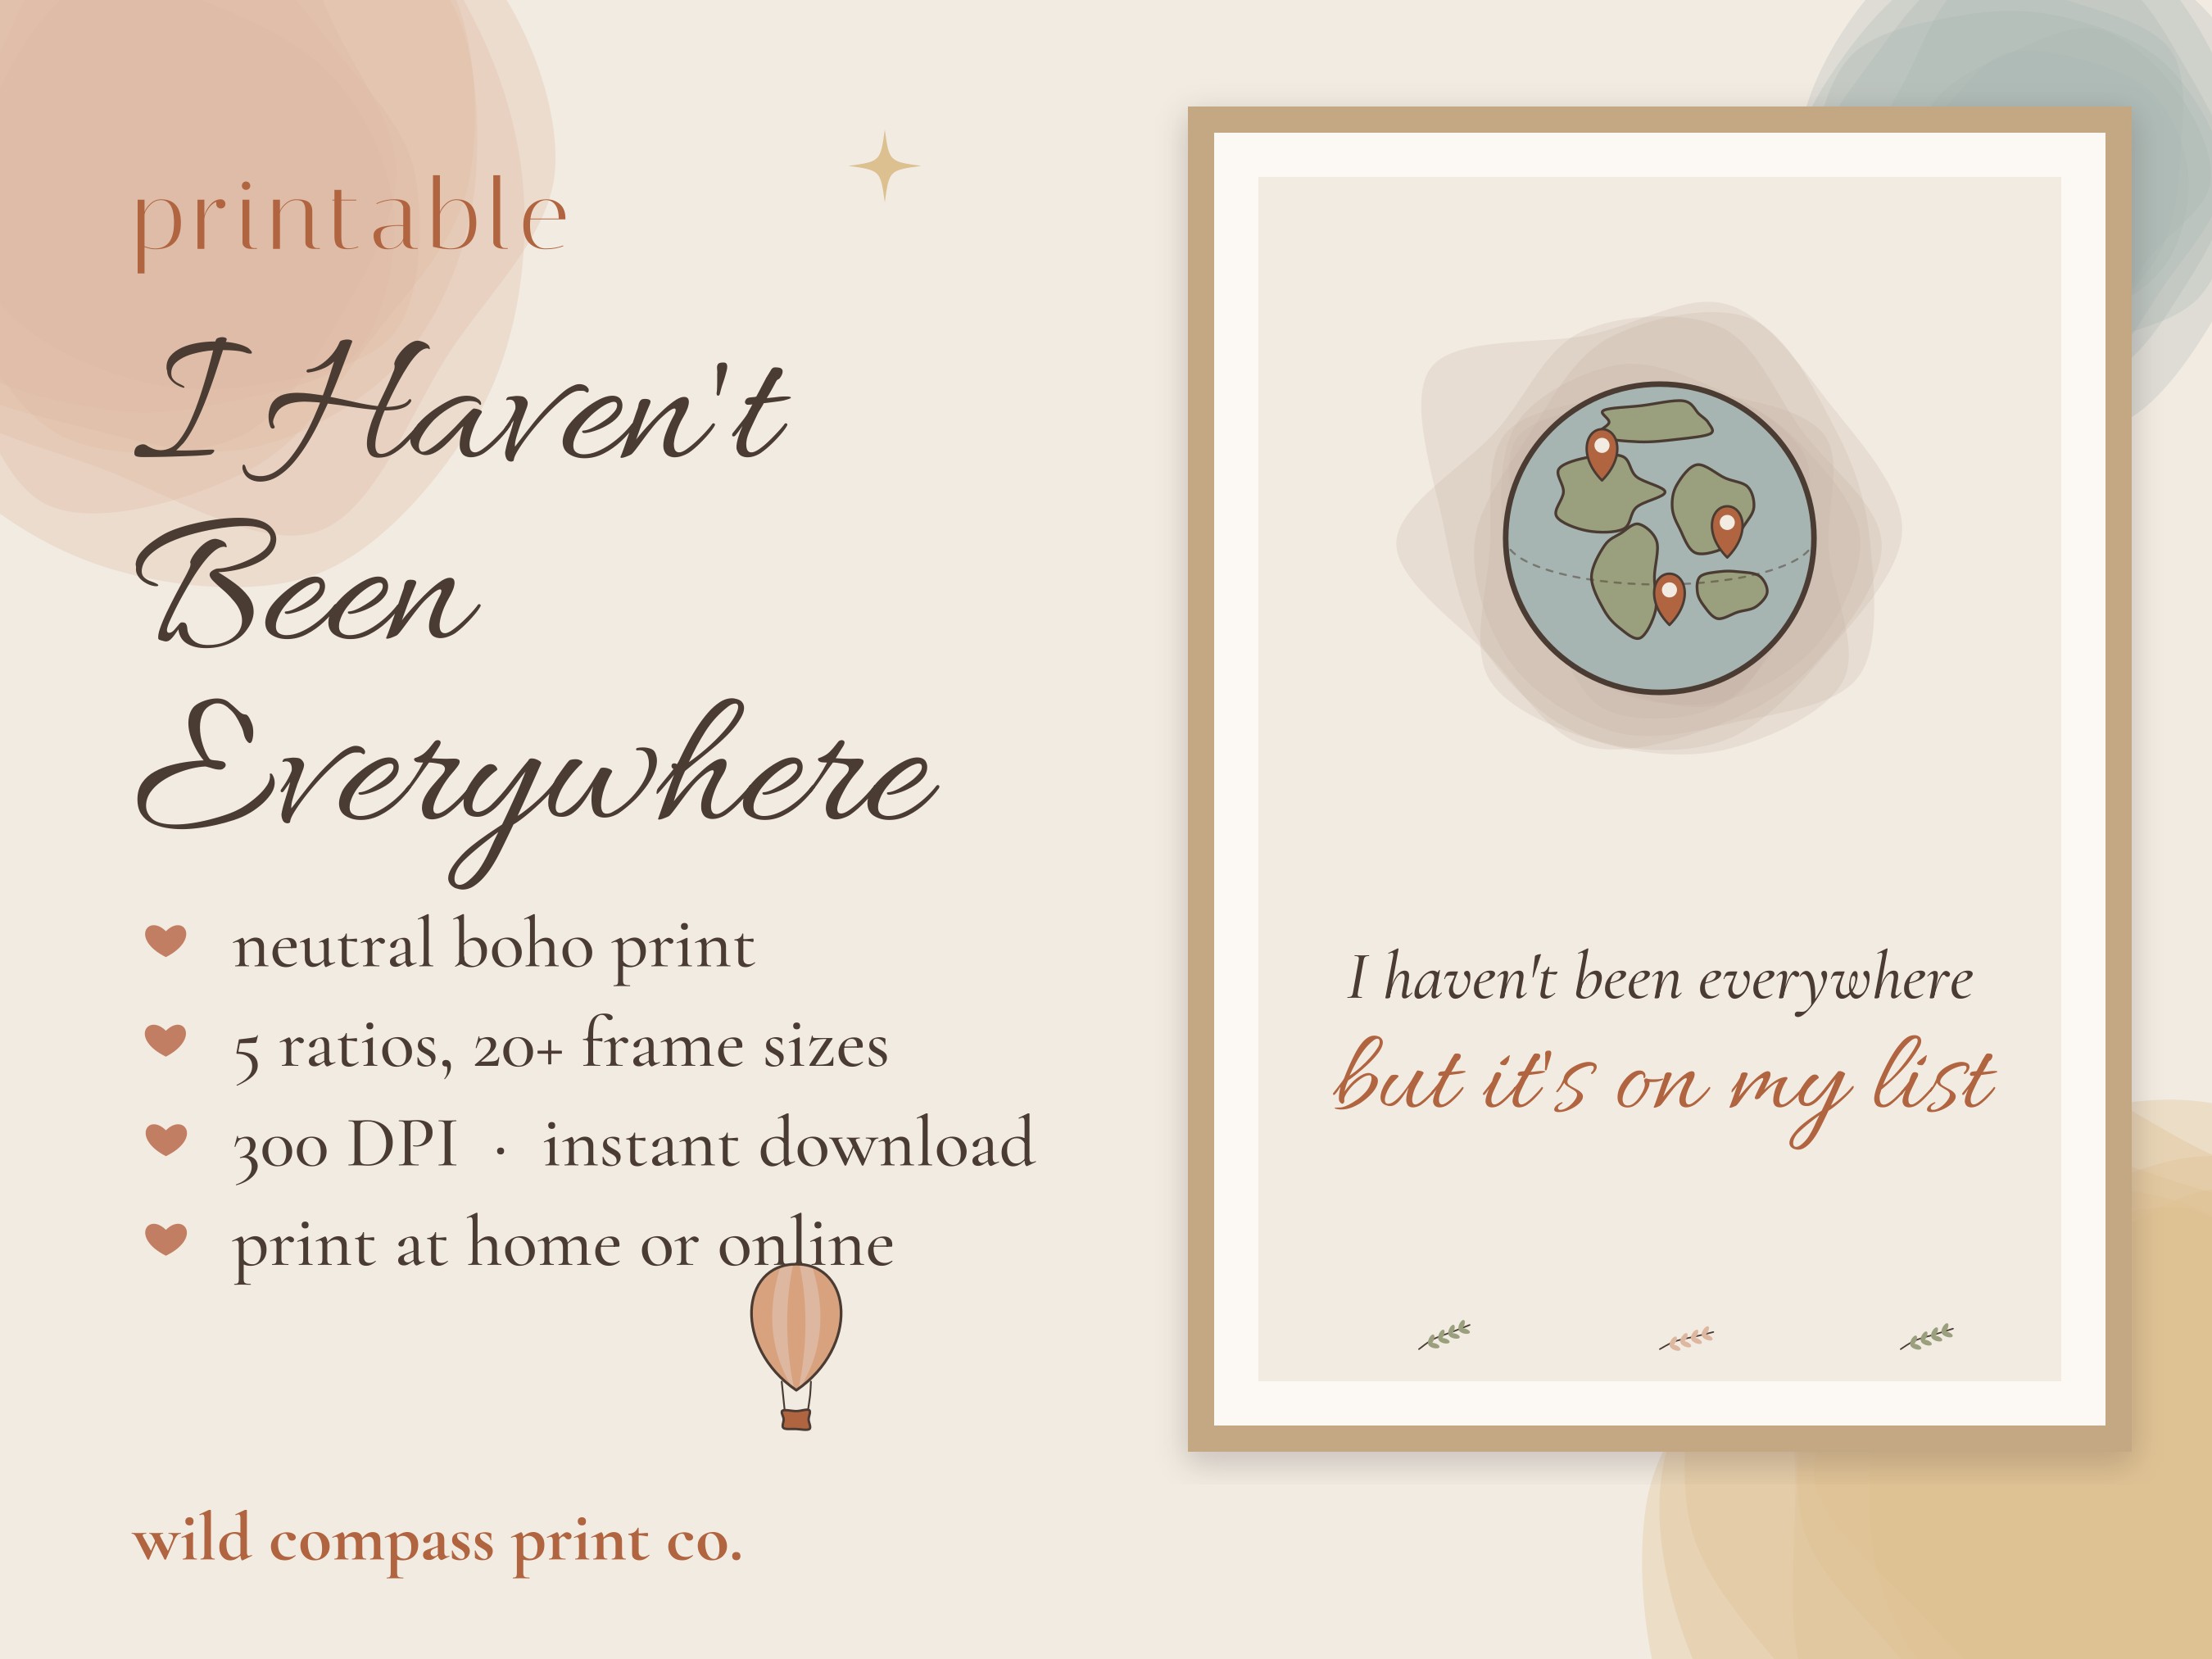 printable
I Haven't
Been
Everywhere
neutral boho print
5 ratios, 20+ frame sizes
300 DPI · instant download
print at home or online
wild compass print co.
I haven't been everywhere
but it's on my list